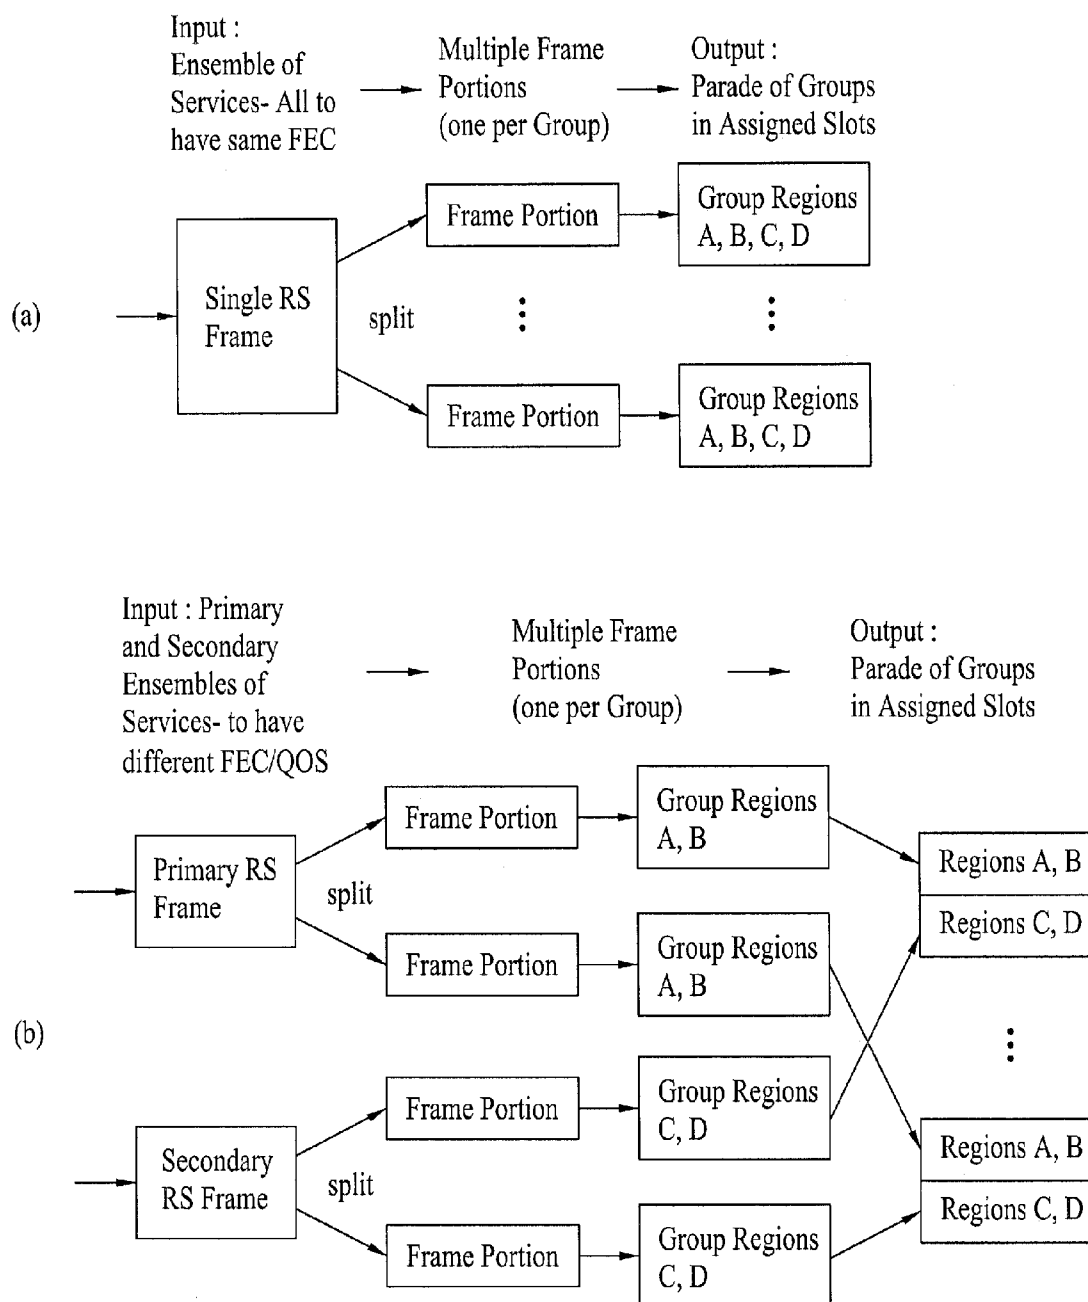 Input :
Ensemble of
Services- All to
have same FEC
Multiple Frame
Portions
(one per Group)
Output :
Parade of Groups
in Assigned Slots
(a)
Single RS
Frame
split
Frame Portion
Group Regions
A, B, C, D
Frame Portion
Group Regions
A, B, C, D
Input : Primary
and Secondary
Ensembles of
Services- to have
different FEC/QOS
Multiple Frame
Portions
(one per Group)
Output :
Parade of Groups
in Assigned Slots
(b)
Primary RS
Frame
split
Frame Portion
Group Regions
A, B
Frame Portion
Group Regions
A, B
Regions A, B
Regions C, D
Secondary
RS Frame
split
Frame Portion
Group Regions
C, D
Frame Portion
Group Regions
C, D
Regions A, B
Regions C, D